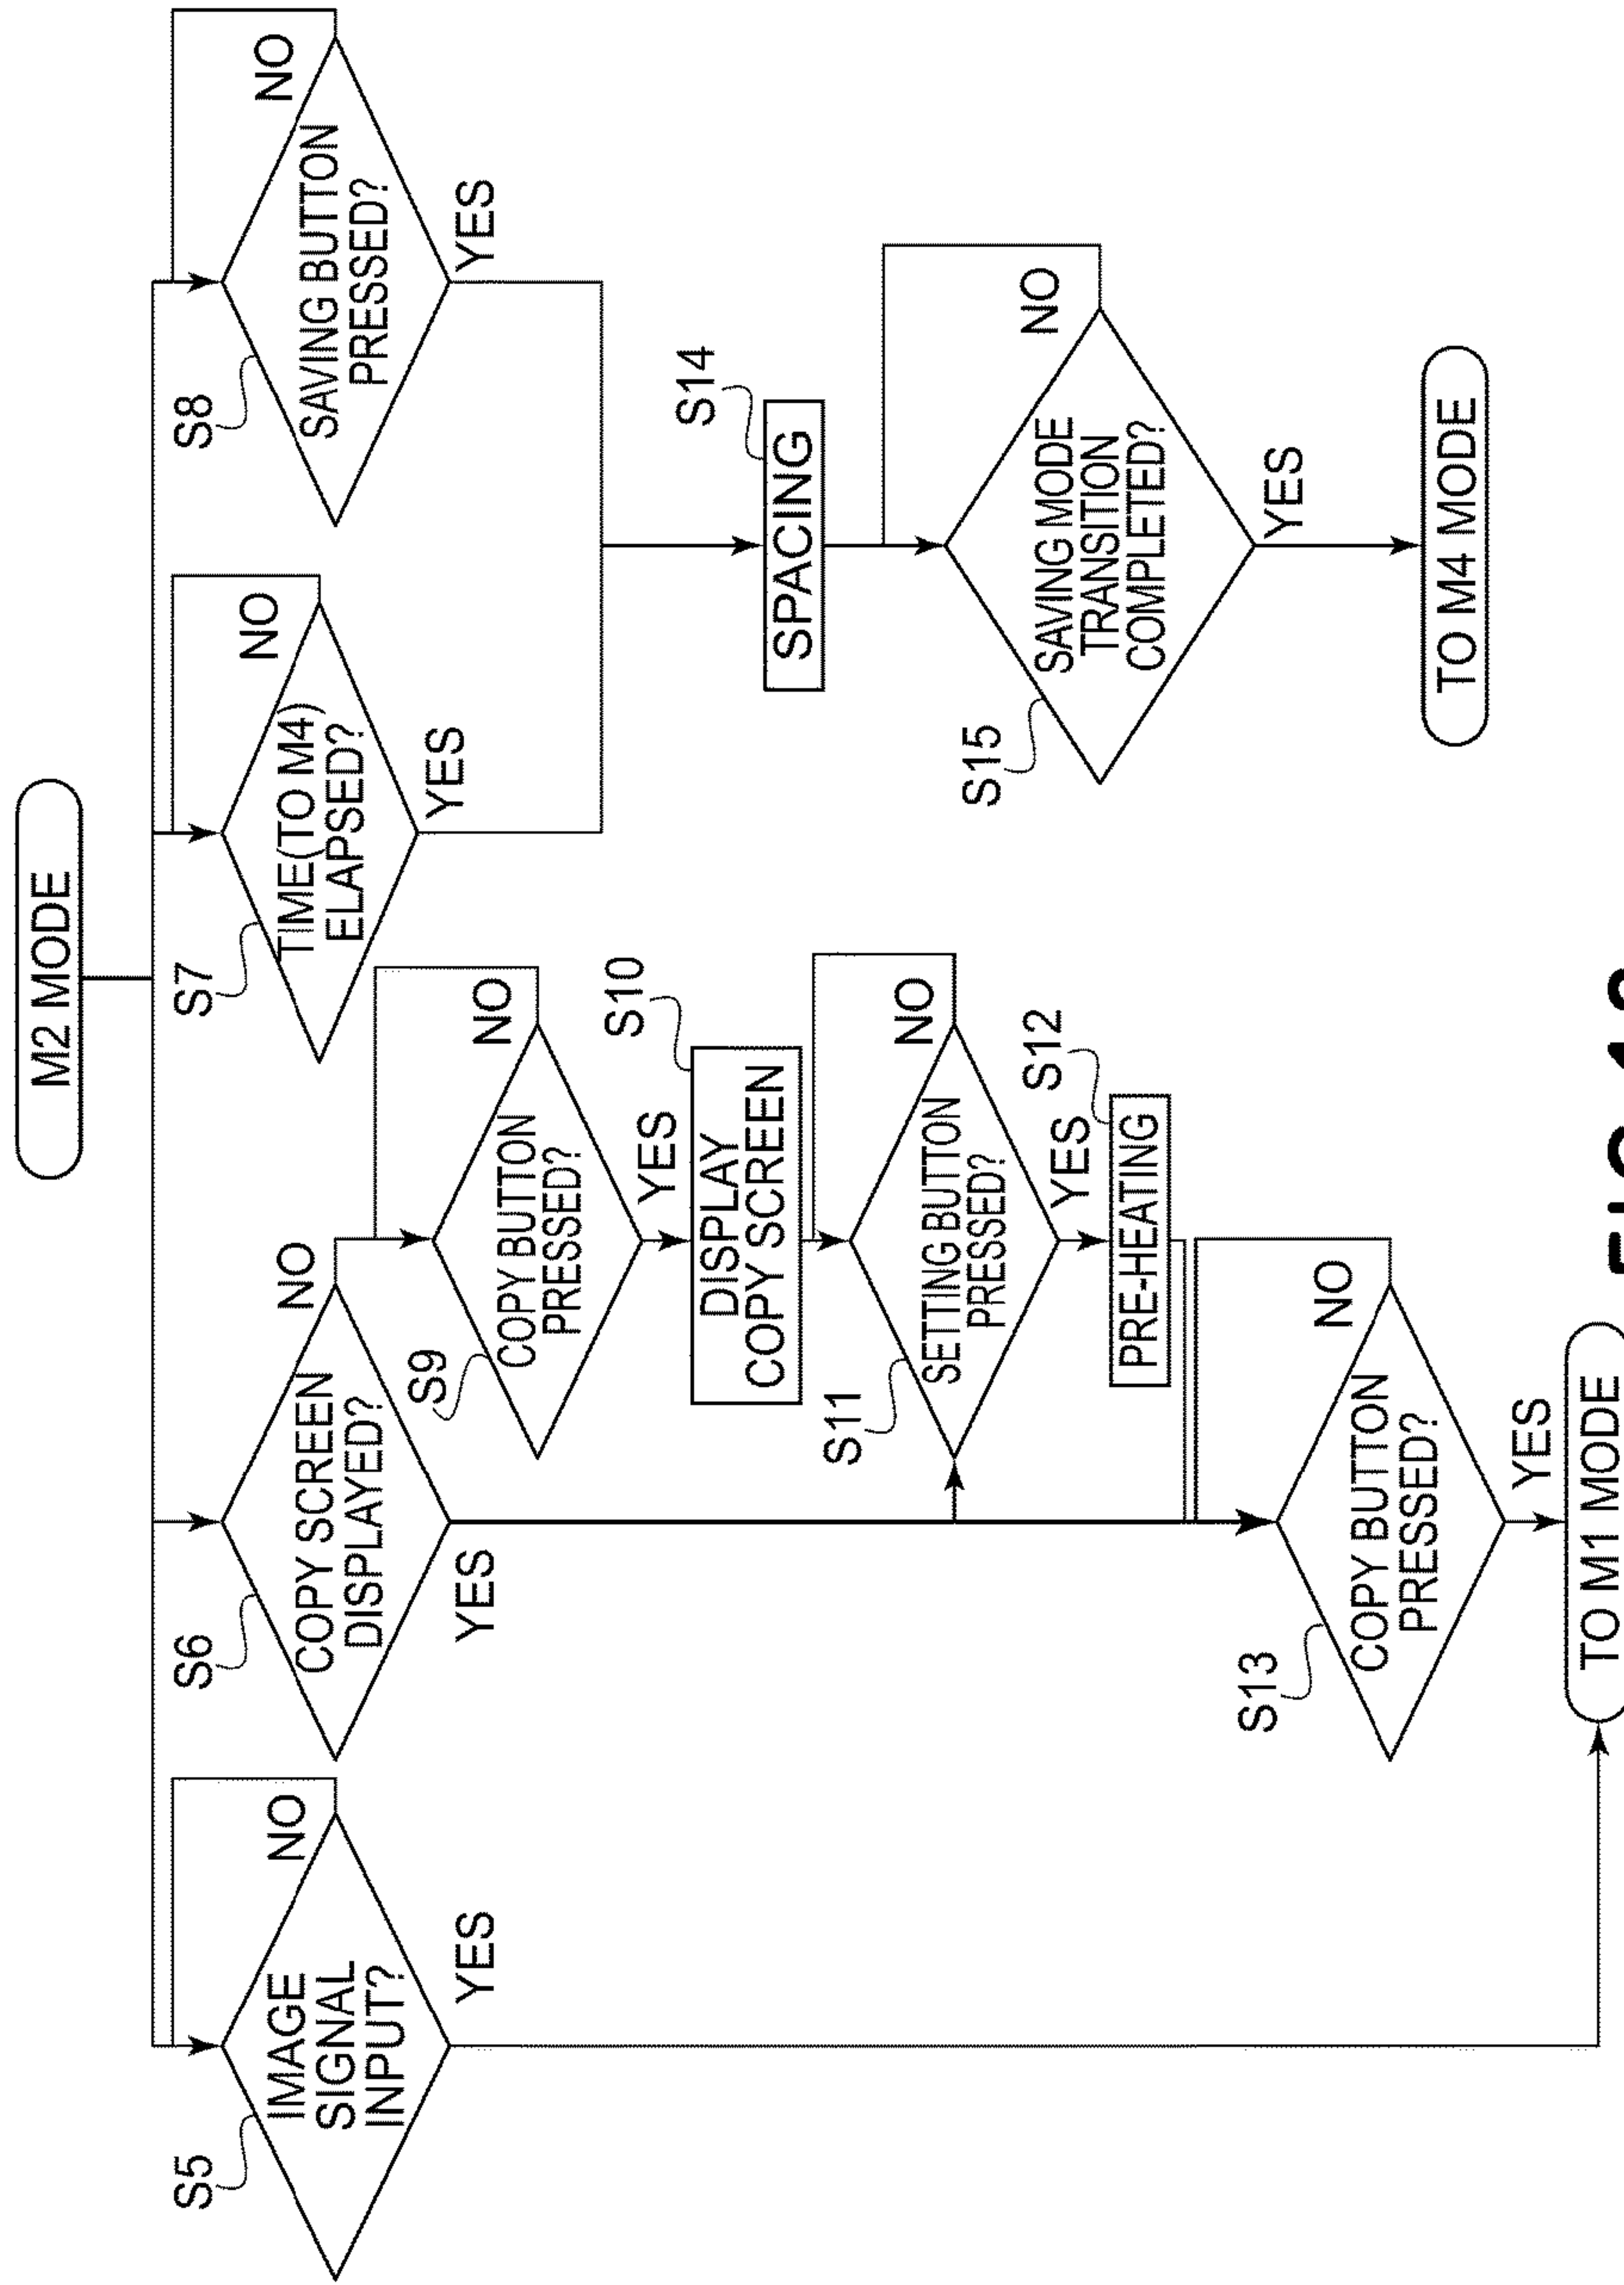 M2 MODE
S5
IMAGE
SIGNAL
INPUT?
NO
YES
S6
COPY SCREEN
DISPLAYED?
NO
YES
S7
TIME(TO M4)
ELAPSED?
NO
YES
S8
SAVING BUTTON
PRESSED?
NO
YES
S9
COPY BUTTON
PRESSED?
NO
YES
S10
DISPLAY
COPY SCREEN
S11
SETTING BUTTON
PRESSED?
NO
YES
S12
PRE-HEATING
S13
COPY BUTTON
PRESSED?
NO
YES
TO M1 MODE
S14
SPACING
S15
SAVING MODE
TRANSITION
COMPLETED?
NO
YES
TO M4 MODE